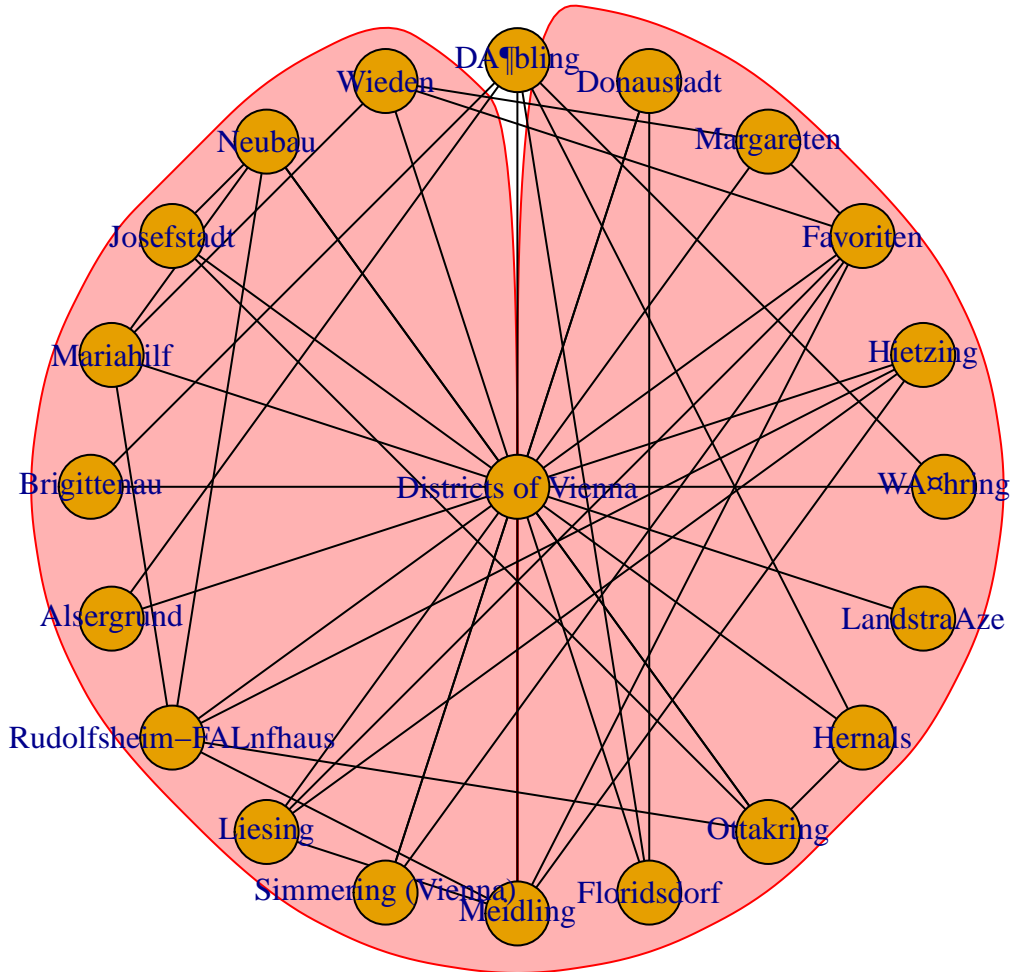 DA¶bling
Wieden
Donaustadt
Neubau
Margareten
Josefstadt
Favoriten
Mariahilf
Hietzing
Brigittenau
Districts of Vienna
WA¤hring
Alsergrund
LandstraAze
Rudolfsheim−FALnfhaus
Hernals
Liesing
Ottakring
Simmering (Vienna)
Meidling
Floridsdorf